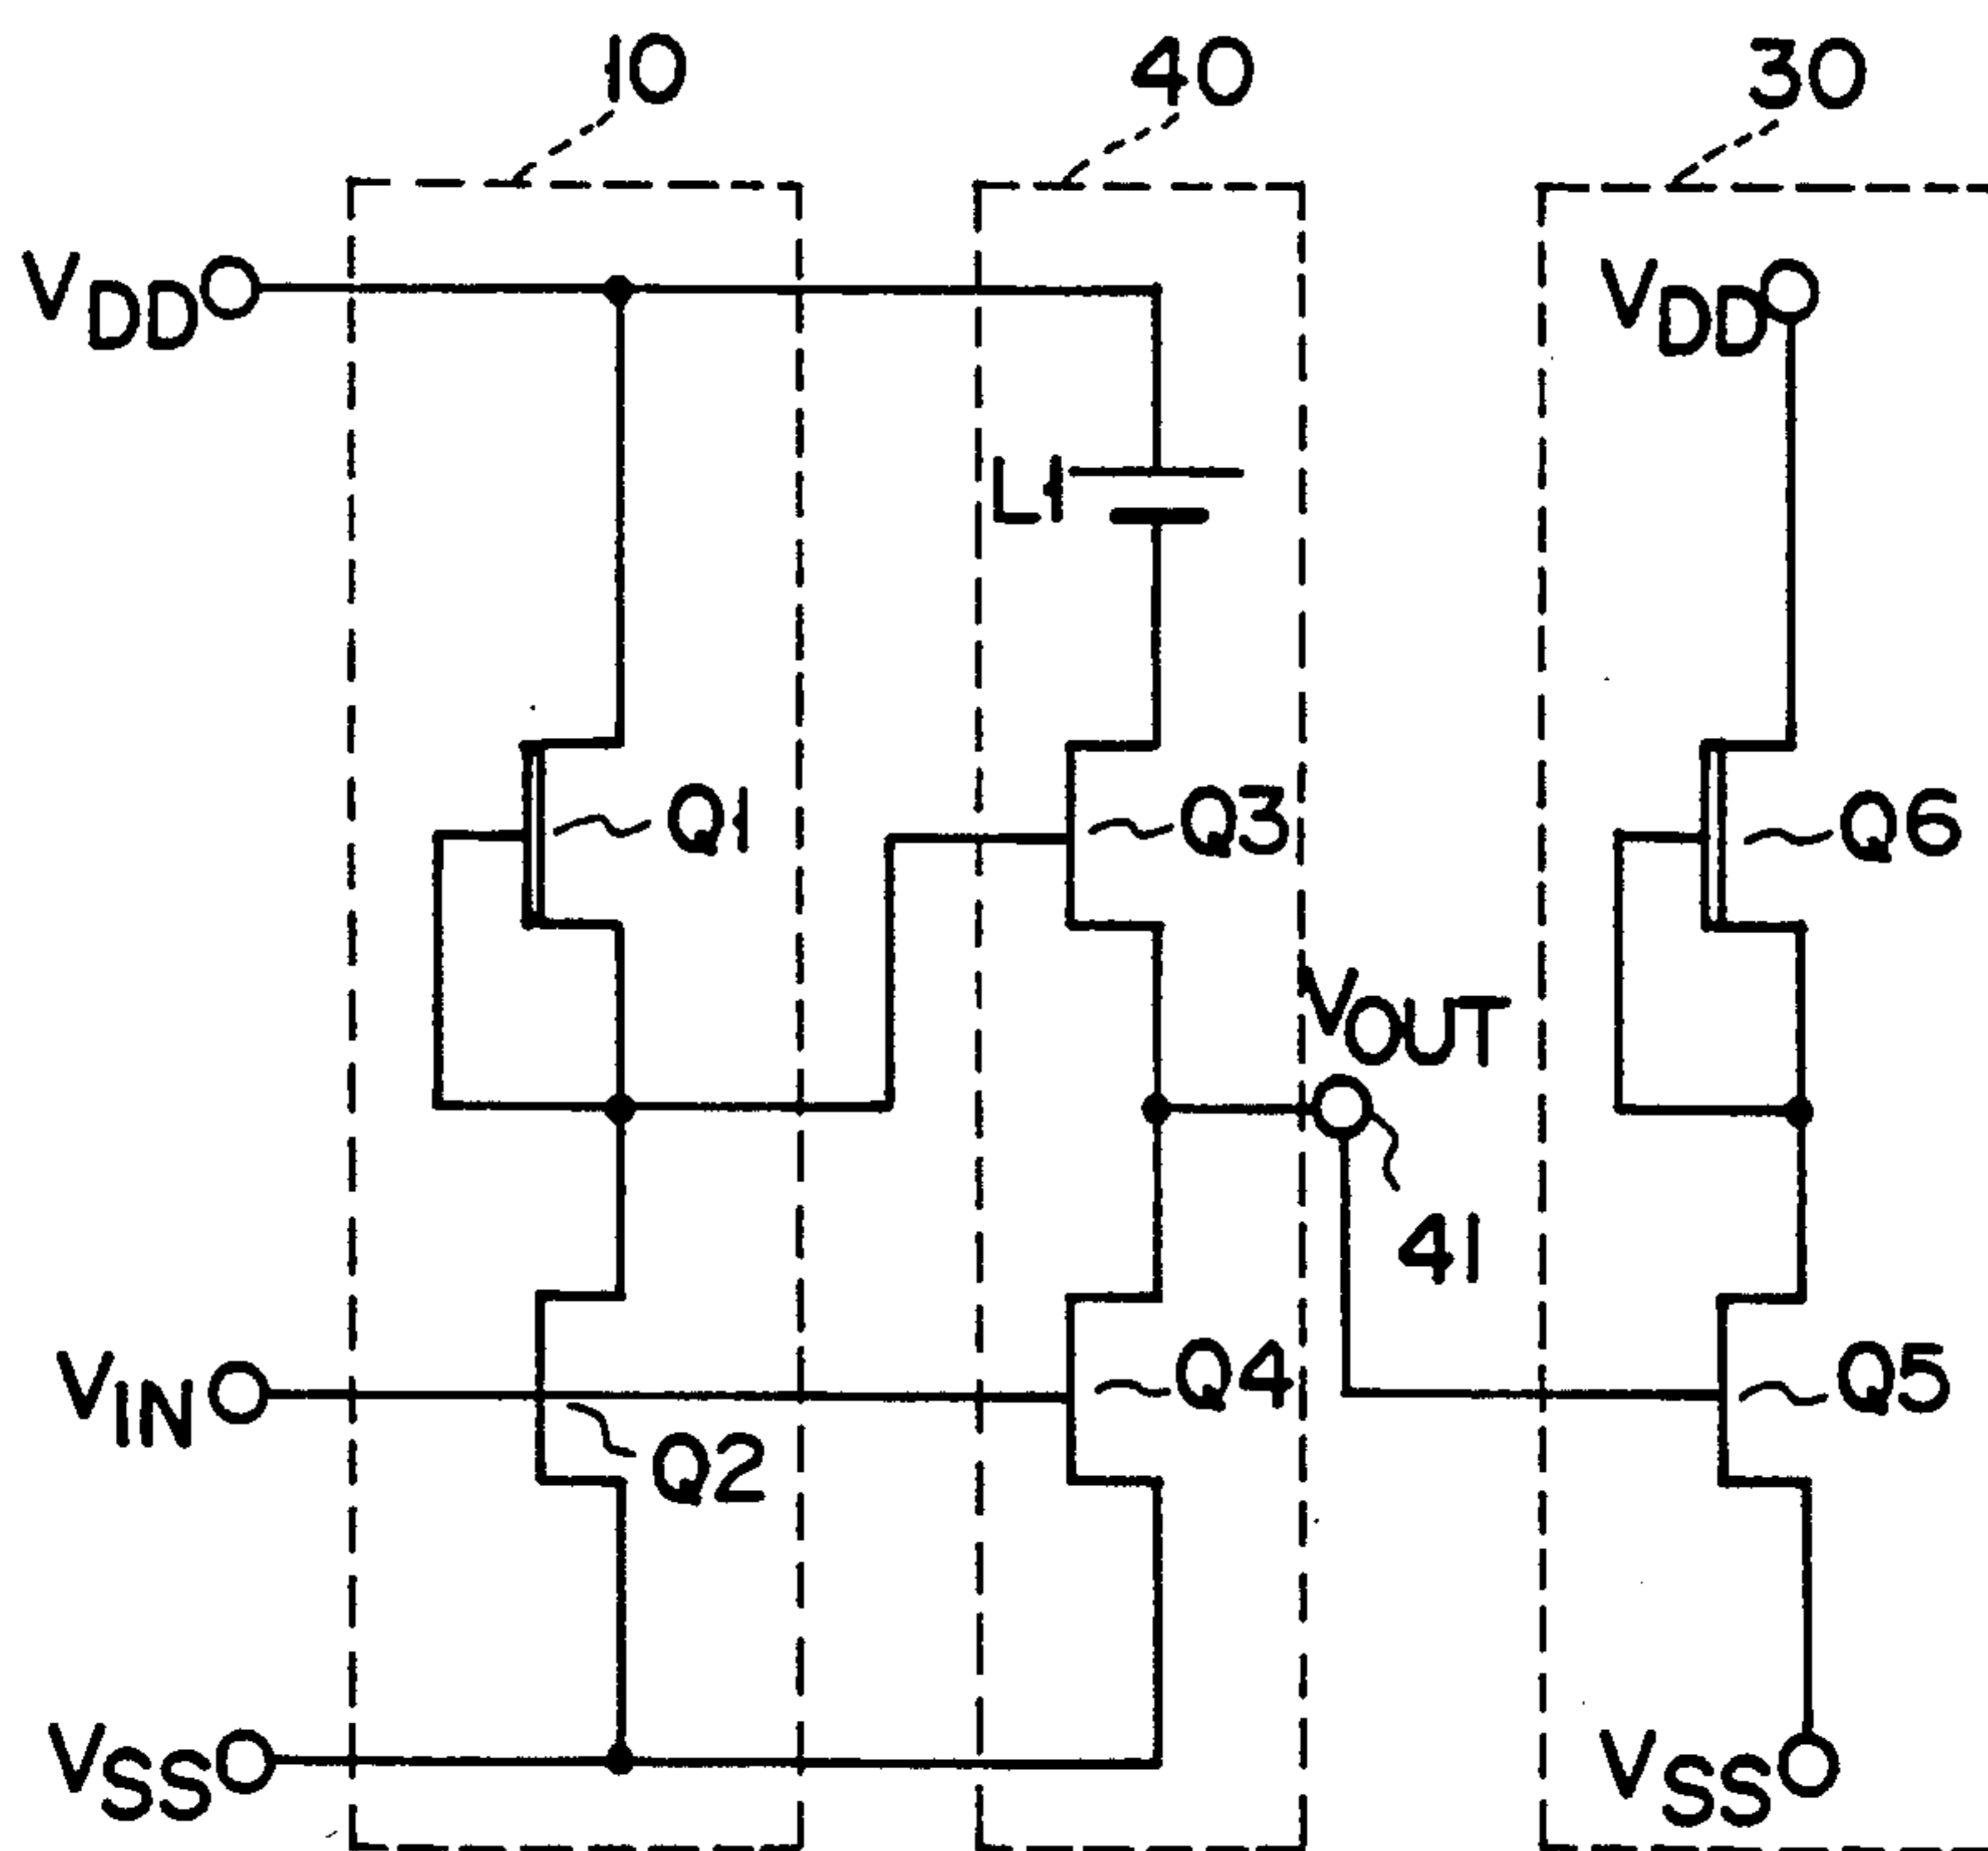 10 40 30
VDD VDD
L1
Q1 Q3 Q6
VOUT
41
VIN Q4 Q5
Q2
VSS VSS